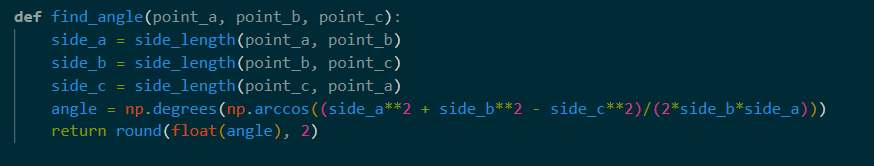 def find_angle(point_a, point_b, point_c):
    side_a = side_length(point_a, point_b)
    side_b = side_length(point_b, point_c)
    side_c = side_length(point_c, point_a)
    angle = np.degrees(np.arccos((side_a**2 + side_b**2 - side_c**2)/(2*side_b*side_a)))
    return round(float(angle), 2)